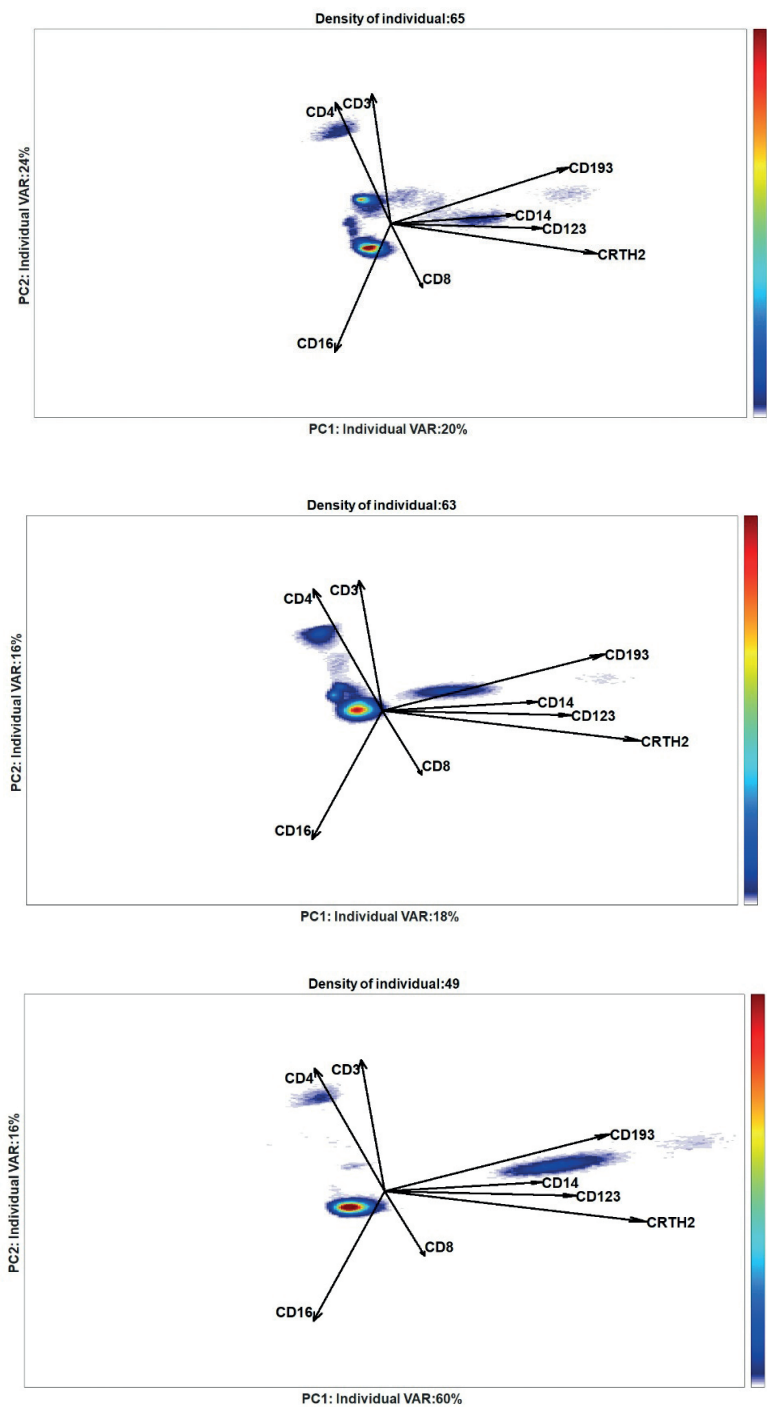 Density of individual:65
CD4
CD3
CD193
CD14
CD123
CRTH2
CD8
CD16
PC2: Individual VAR:24%
PC1: Individual VAR:20%
Density of individual:63
CD4
CD3
CD193
CD14
CD123
CRTH2
CD8
CD16
PC2: Individual VAR:16%
PC1: Individual VAR:18%
Density of individual:49
CD4
CD3
CD193
CD14
CD123
CRTH2
CD8
CD16
PC2: Individual VAR:16%
PC1: Individual VAR:60%